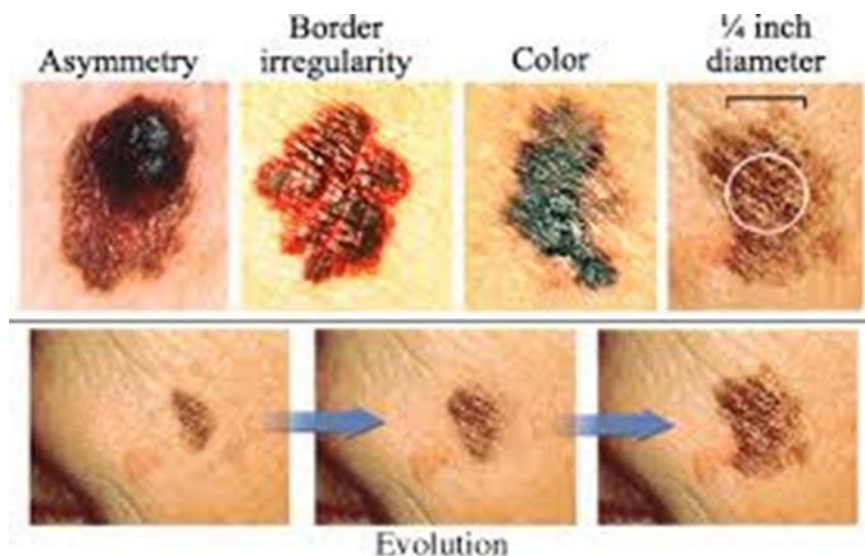 Asymmetry
Border irregularity
Color
¼ inch diameter
Evolution